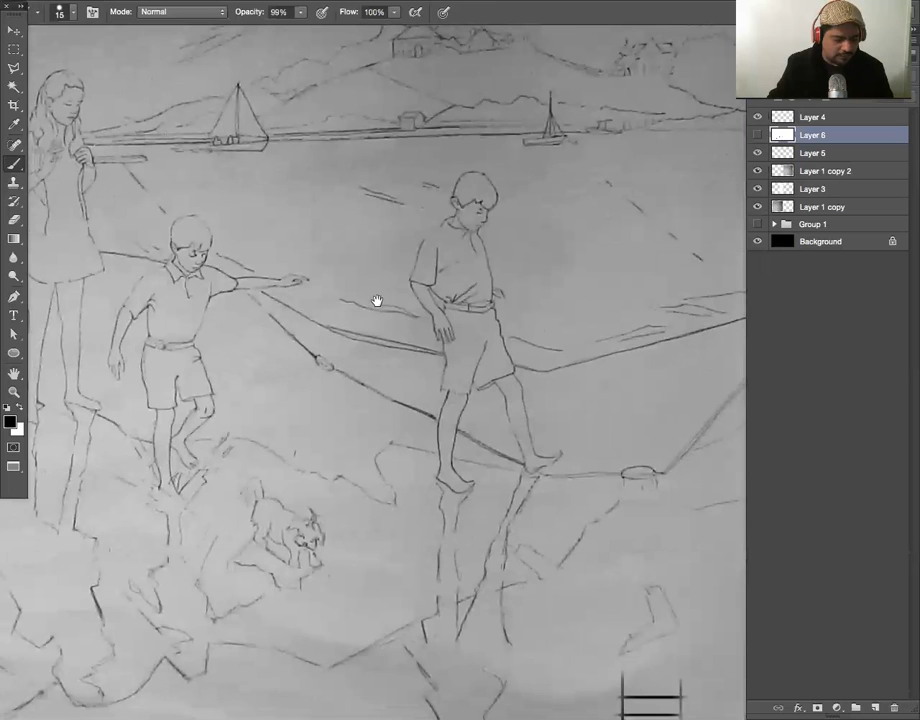 15 Mode: Normal Opacity: 99% Flow: 100%
Layer 4
Layer 6
Layer 5
Layer 1 copy 2
Layer 3
Layer 1 copy
Group 1
Background
T
fx